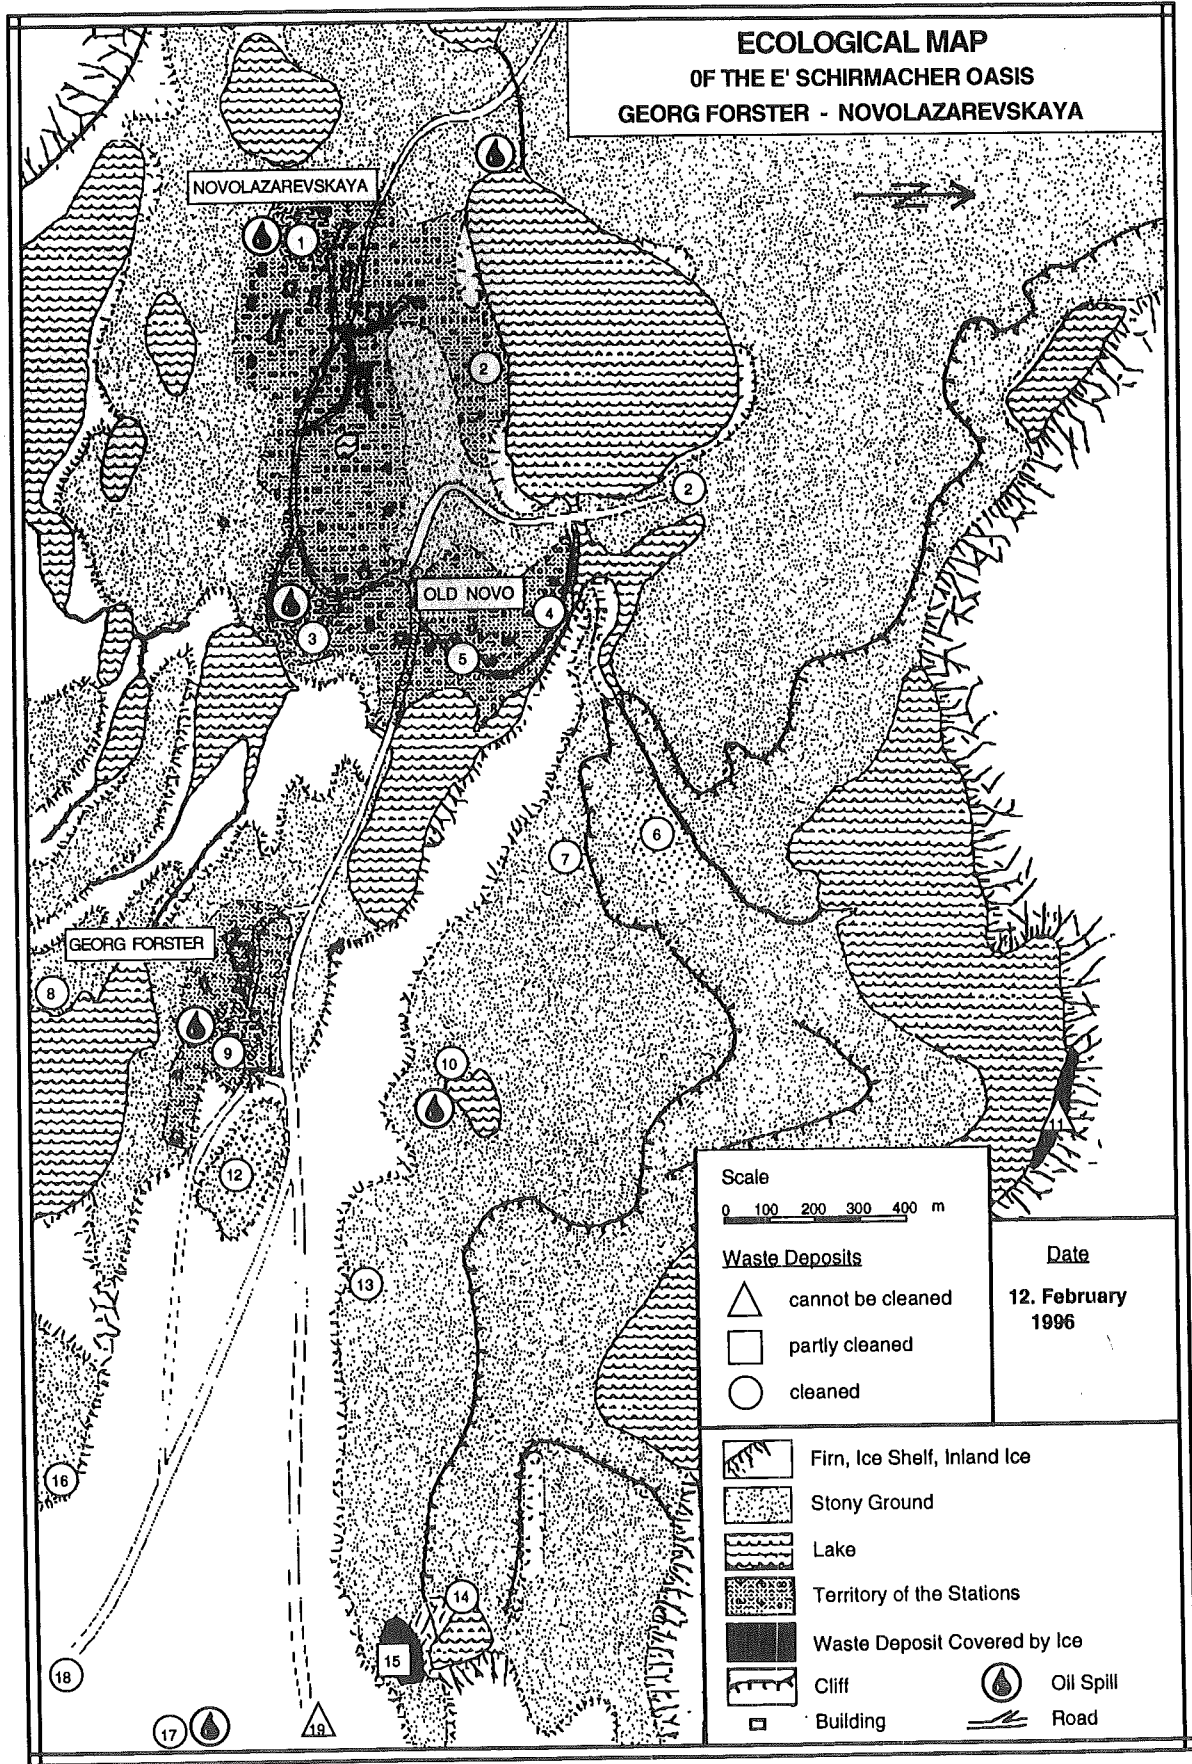 ECOLOGICAL MAP
OF THE E' SCHIRMACHER OASIS
GEORG FORSTER - NOVOLAZAREVSKAYA
NOVOLAZAREVSKAYA
1
2
2
OLD NOVO
4
3
5
6
7
GEORG FORSTER
8
9
10
11
12
13
14
15
16
18
17
19
Scale
0 100 200 300 400 m
Waste Deposits
cannot be cleaned
partly cleaned
cleaned
Date
12. February
1996
Firn, Ice Shelf, Inland Ice
Stony Ground
Lake
Territory of the Stations
Waste Deposit Covered by Ice
Cliff
Oil Spill
Building
Road